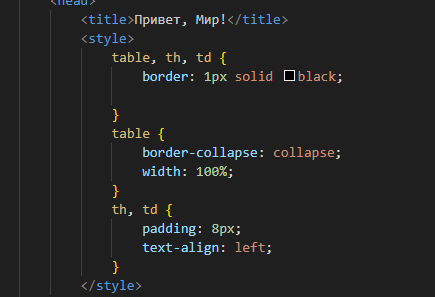 <head>
<title>Привет, Мир!</title>
<style>
table, th, td {
border: 1px solid black;
}
table {
border-collapse: collapse;
width: 100%;
}
th, td {
padding: 8px;
text-align: left;
}
</style>